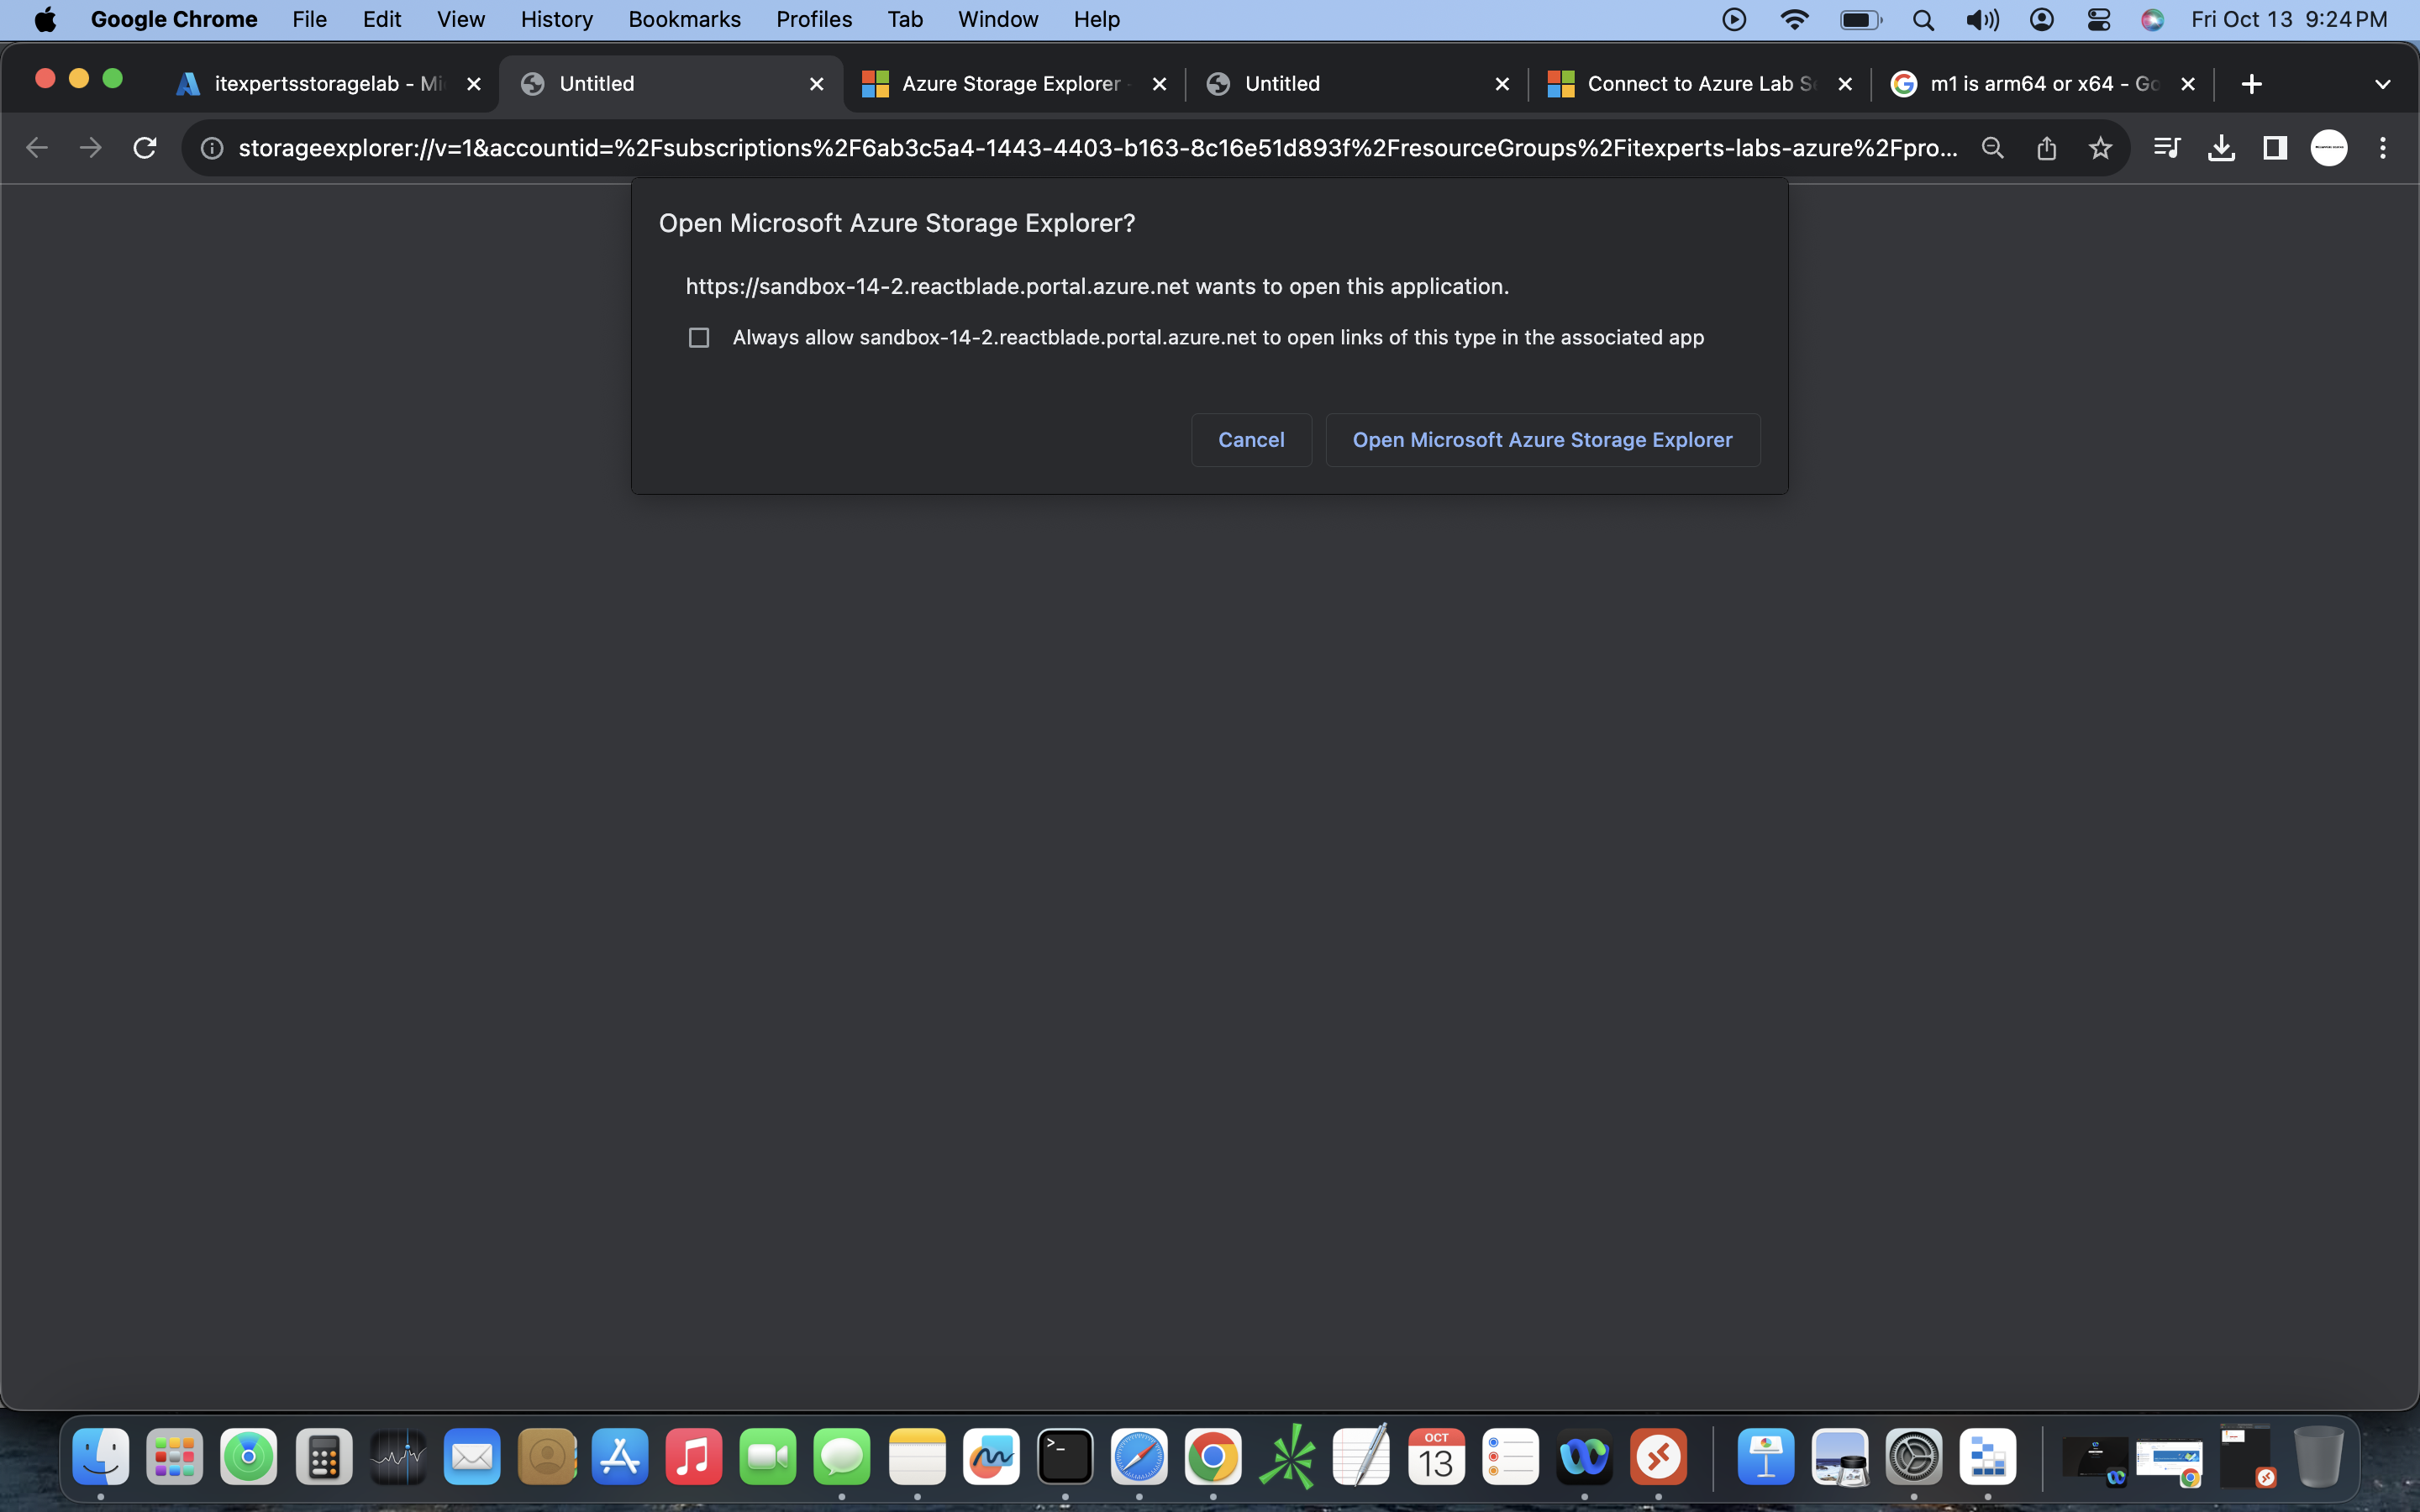 Google Chrome File Edit View History Bookmarks Profiles Tab Window Help Fri Oct 13 9:24 PM
itexpertsstoragelab - Mi Untitled Azure Storage Explorer - Untitled Connect to Azure Lab S m1 is arm64 or x64 - Go
storageexplorer://v=1&accountid=%2Fsubscriptions%2F6ab3c5a4-1443-4403-b163-8c16e51d893f%2FresourceGroups%2Fitexperts-labs-azure%2Fpro...
Open Microsoft Azure Storage Explorer?
https://sandbox-14-2.reactblade.portal.azure.net wants to open this application.
Always allow sandbox-14-2.reactblade.portal.azure.net to open links of this type in the associated app
Cancel Open Microsoft Azure Storage Explorer
OCT
13